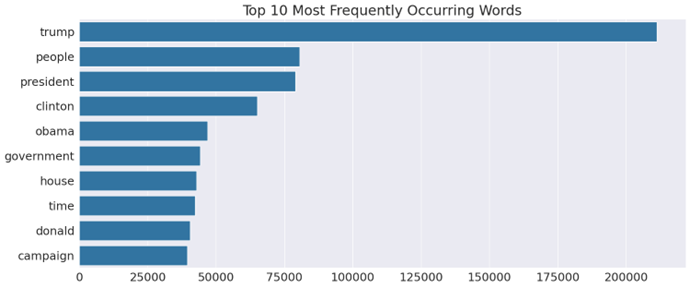 Top 10 Most Frequently Occurring Words
trump
people
president
clinton
obama
government
house
time
donald
campaign
0 25000 50000 75000 100000 125000 150000 175000 200000